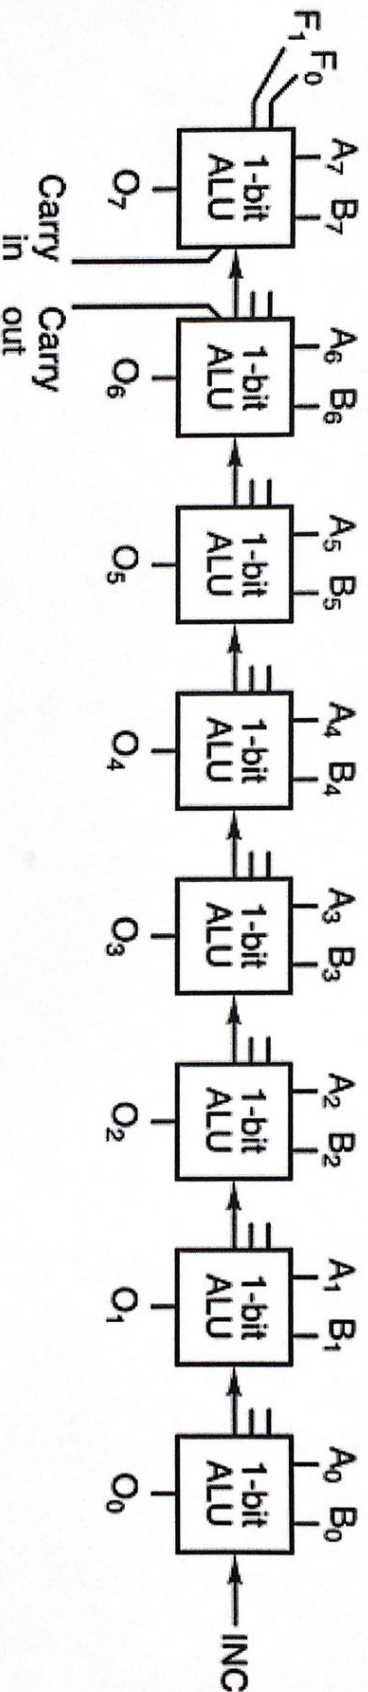 F₁ F₀
A₇ B₇ A₆ B₆ A₅ B₅ A₄ B₄ A₃ B₃ A₂ B₂ A₁ B₁ A₀ B₀
1-bit 1-bit 1-bit 1-bit 1-bit 1-bit 1-bit 1-bit
ALU ALU ALU ALU ALU ALU ALU ALU
INC
O₇ O₆ O₅ O₄ O₃ O₂ O₁ O₀
Carry Carry
in out